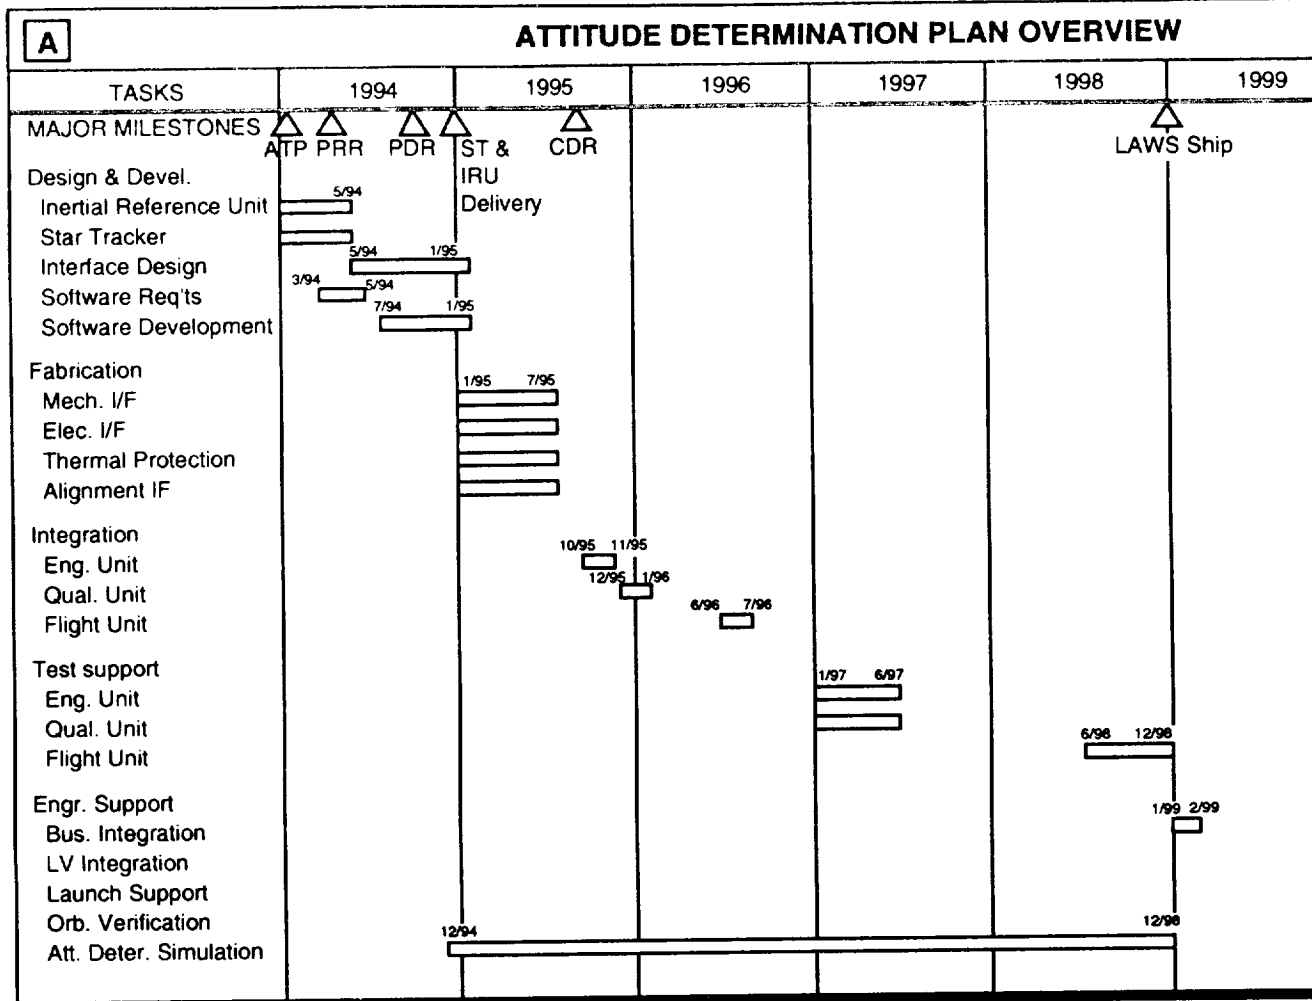 A
ATTITUDE DETERMINATION PLAN OVERVIEW
TASKS 1994 1995 1996 1997 1998 1999
MAJOR MILESTONES
ATP PRR PDR ST & CDR LAWS Ship
IRU
Delivery
Design & Devel.
5/94
Inertial Reference Unit
Star Tracker
5/94 1/95
Interface Design
3/94 5/94
Software Req'ts
7/94 1/95
Software Development
Fabrication
1/95 7/95
Mech. I/F
Elec. I/F
Thermal Protection
Alignment IF
Integration
10/95 11/95
Eng. Unit
12/95 1/96
Qual. Unit
6/96 7/96
Flight Unit
Test support
1/97 6/97
Eng. Unit
Qual. Unit
6/98 12/98
Flight Unit
Engr. Support
1/99 2/99
Bus. Integration
LV Integration
Launch Support
Orb. Verification
12/94 12/98
Att. Deter. Simulation